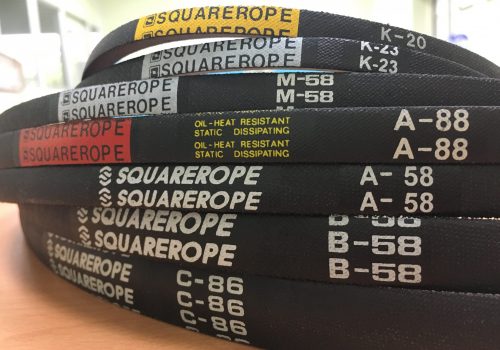 SQUAREROPE
SQUAREROPE K-20
SQUAREROPE K-23
SQUAREROPE K-23
SQUAREROPE M-58
SQUAREROPE M-58
SQUAREROPE OIL-HEAT RESISTANT STATIC DISSIPATING A-88
SQUAREROPE OIL-HEAT RESISTANT STATIC DISSIPATING A-88
SQUAREROPE A-58
SQUAREROPE A-58
SQUAREROPE B-58
SQUAREROPE B-58
B-58
SQUAREROPE C-86
SQUAREROPE C-86
C-86
C-86